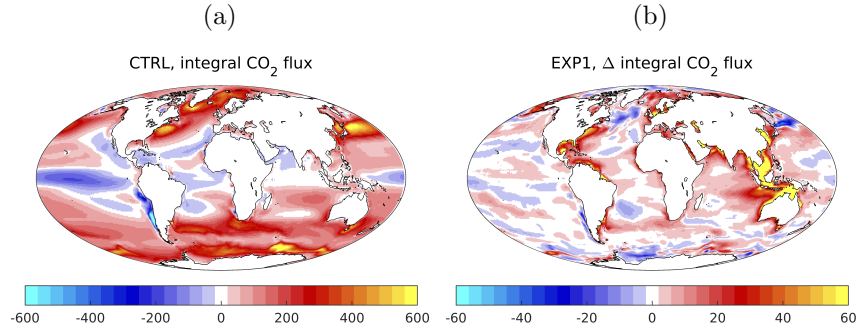 (a)
CTRL, integral CO2 flux
-600 -400 -200 0 200 400 600
(b)
EXP1, Δ integral CO2 flux
-60 -40 -20 0 20 40 60